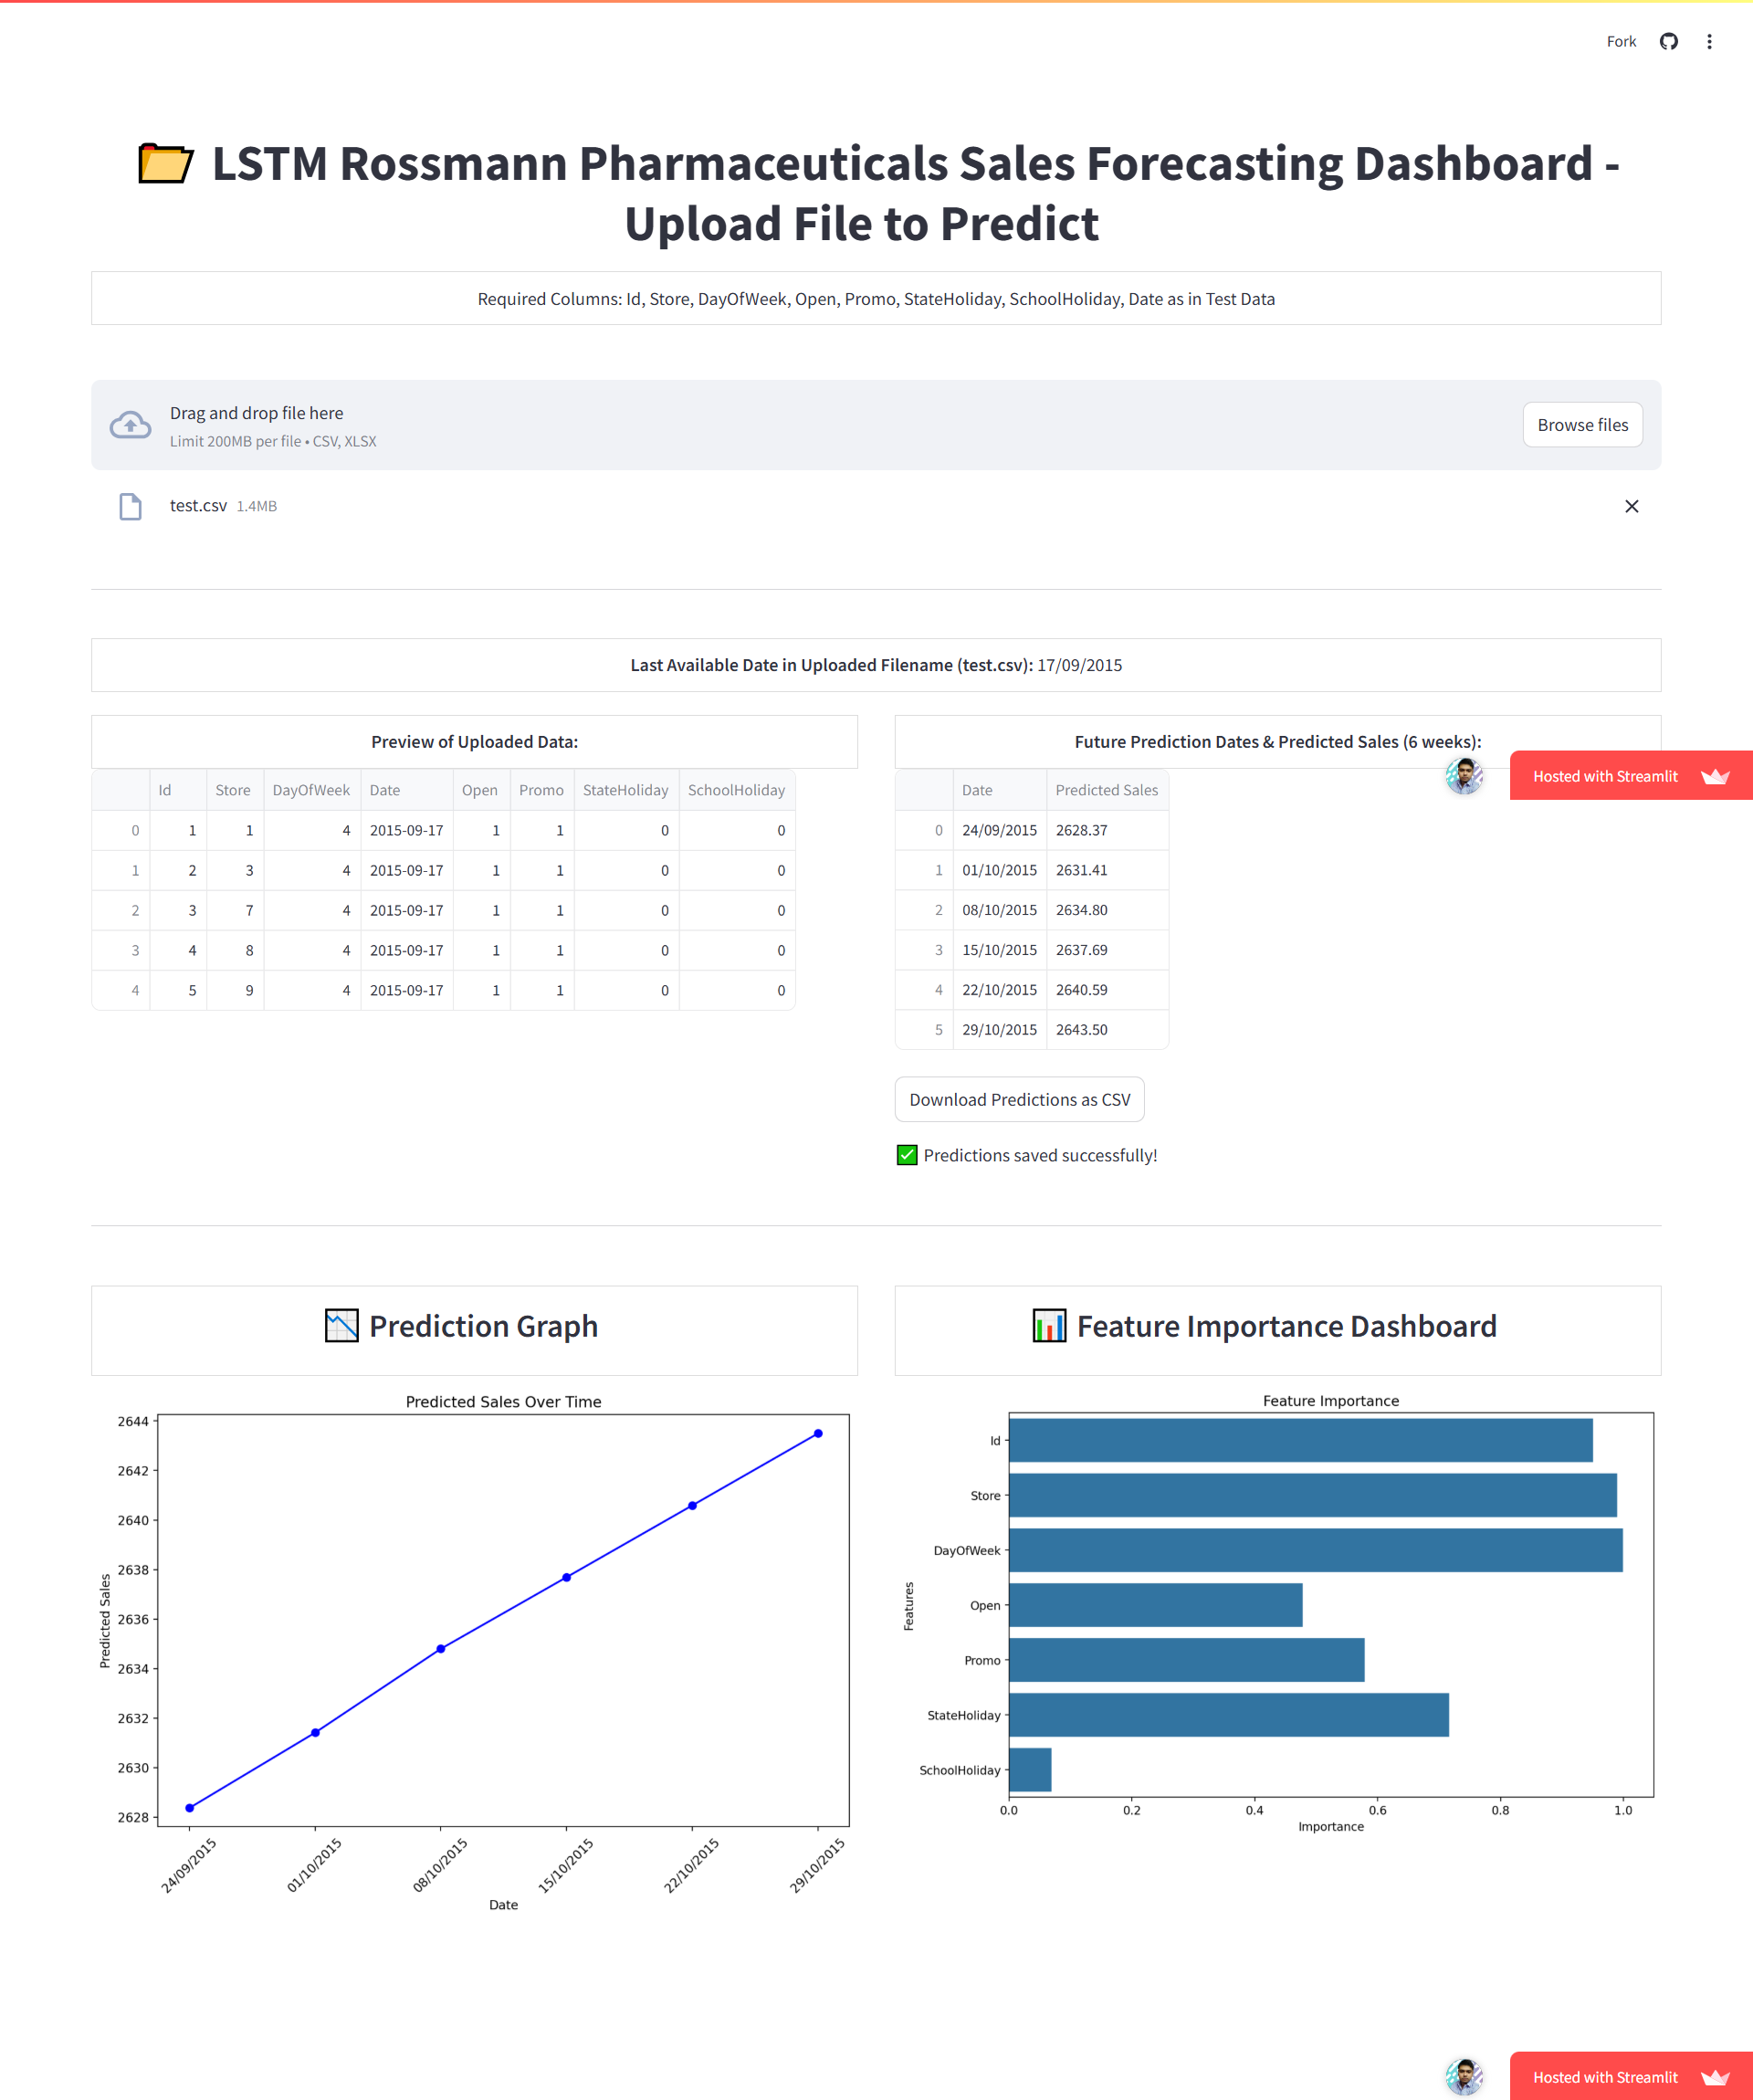 Fork
LSTM Rossmann Pharmaceuticals Sales Forecasting Dashboard -
Upload File to Predict
Required Columns: Id, Store, DayOfWeek, Open, Promo, StateHoliday, SchoolHoliday, Date as in Test Data
Drag and drop file here
Limit 200MB per file • CSV, XLSX
Browse files
test.csv 1.4MB
Last Available Date in Uploaded Filename (test.csv): 17/09/2015
Preview of Uploaded Data:
Id Store DayOfWeek Date Open Promo StateHoliday SchoolHoliday
0 1 1 4 2015-09-17 1 1 0 0
1 2 3 4 2015-09-17 1 1 0 0
2 3 7 4 2015-09-17 1 1 0 0
3 4 8 4 2015-09-17 1 1 0 0
4 5 9 4 2015-09-17 1 1 0 0
Future Prediction Dates & Predicted Sales (6 weeks):
Hosted with Streamlit
Date Predicted Sales
0 24/09/2015 2628.37
1 01/10/2015 2631.41
2 08/10/2015 2634.80
3 15/10/2015 2637.69
4 22/10/2015 2640.59
5 29/10/2015 2643.50
Download Predictions as CSV
Predictions saved successfully!
Prediction Graph
Predicted Sales Over Time
Predicted Sales
2644
2642
2640
2638
2636
2634
2632
2630
2628
24/09/2015 01/10/2015 08/10/2015 15/10/2015 22/10/2015 29/10/2015
Date
Feature Importance Dashboard
Feature Importance
Features
Id
Store
DayOfWeek
Open
Promo
StateHoliday
SchoolHoliday
0.0 0.2 0.4 0.6 0.8 1.0
Importance
Hosted with Streamlit